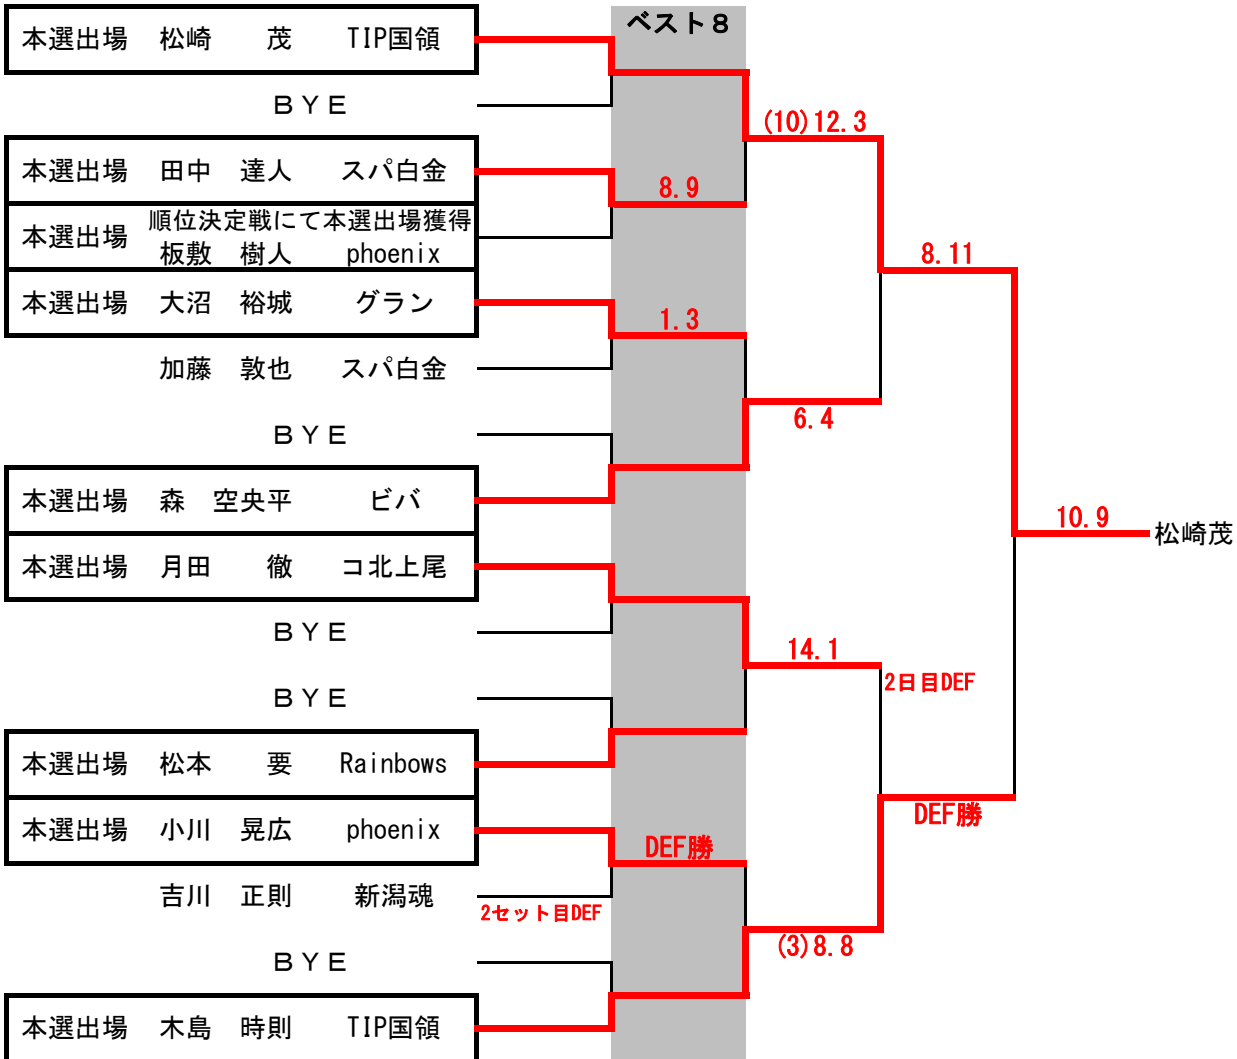 ベスト8
本選出場 松崎 茂 TIP国領
BYE
(10)12.3
本選出場 田中 達人 スパ白金
8.9
順位決定戦にて本選出場獲得
本選出場 板敷 樹人 phoenix
8.11
本選出場 大沼 裕城 グラン
1.3
加藤 敦也 スパ白金
6.4
BYE
本選出場 森 空央平 ビバ
10.9
松崎茂
本選出場 月田 徹 コ北上尾
BYE
14.1
2日目DEF
BYE
本選出場 松本 要 Rainbows
DEF勝
本選出場 小川 晃広 phoenix
DEF勝
吉川 正則 新潟魂
2セット目DEF
(3)8.8
BYE
本選出場 木島 時則 TIP国領